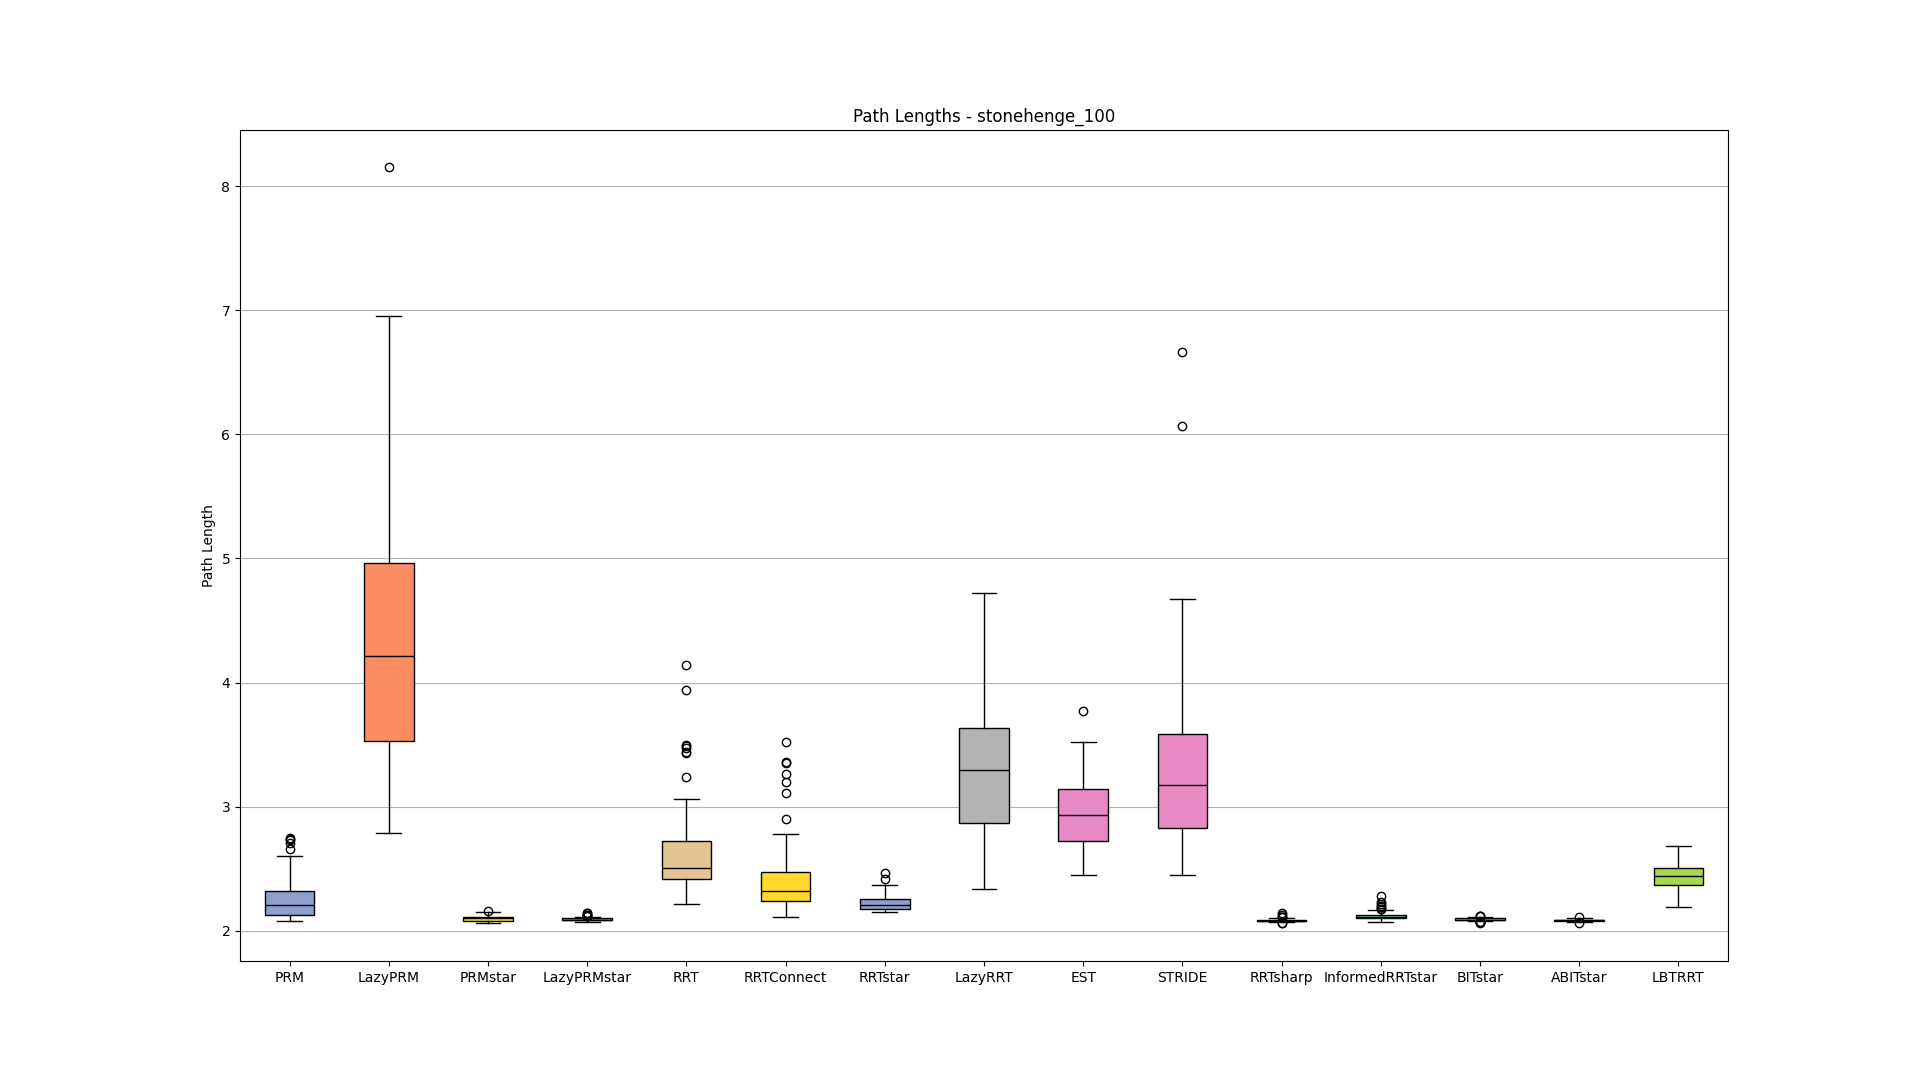 Path Lengths - stonehenge_100
Path Length
8
7
6
5
4
3
2
PRM LazyPRM PRMstar LazyPRMstar RRT RRTConnect RRTstar LazyRRT EST STRIDE RRTsharp InformedRRTstar BITstar ABITstar LBTRRT